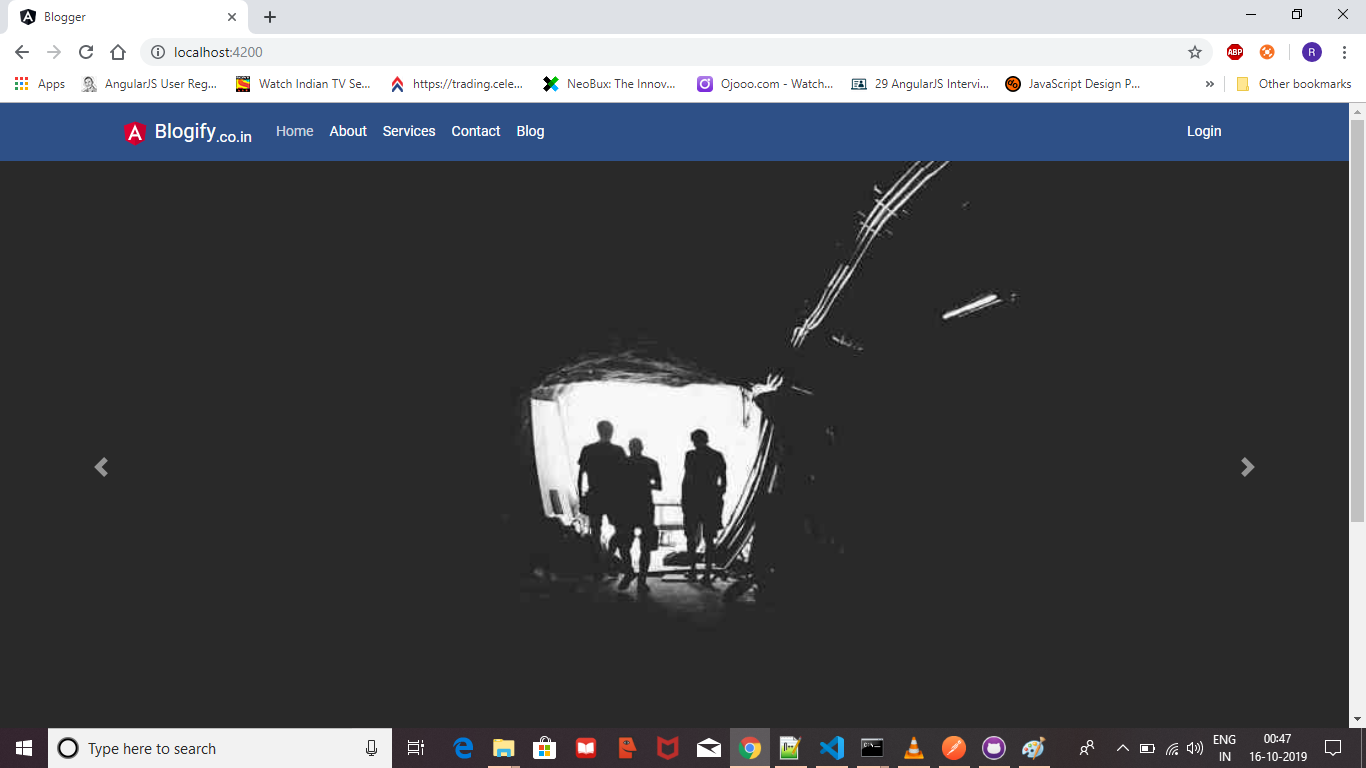 Blogger
localhost:4200
ABP
R
Apps
AngularJS User Reg...
Watch Indian TV Se...
https://trading.cele...
NeoBux: The Innov...
Ojooo.com - Watch...
29 AngularJS Intervi...
JavaScript Design P...
»
Other bookmarks
A
Blogify.co.in
Home
About
Services
Contact
Blog
Login
Type here to search
ENG
IN
00:47
16-10-2019